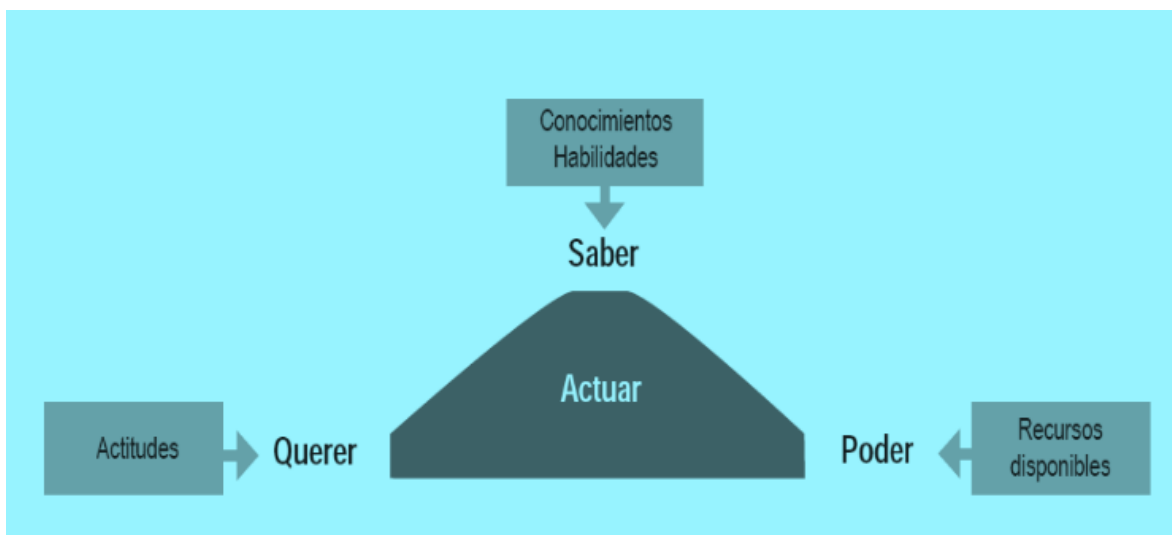 Conocimientos
Habilidades
Saber
Actuar
Actitudes
Querer
Poder
Recursos
disponibles